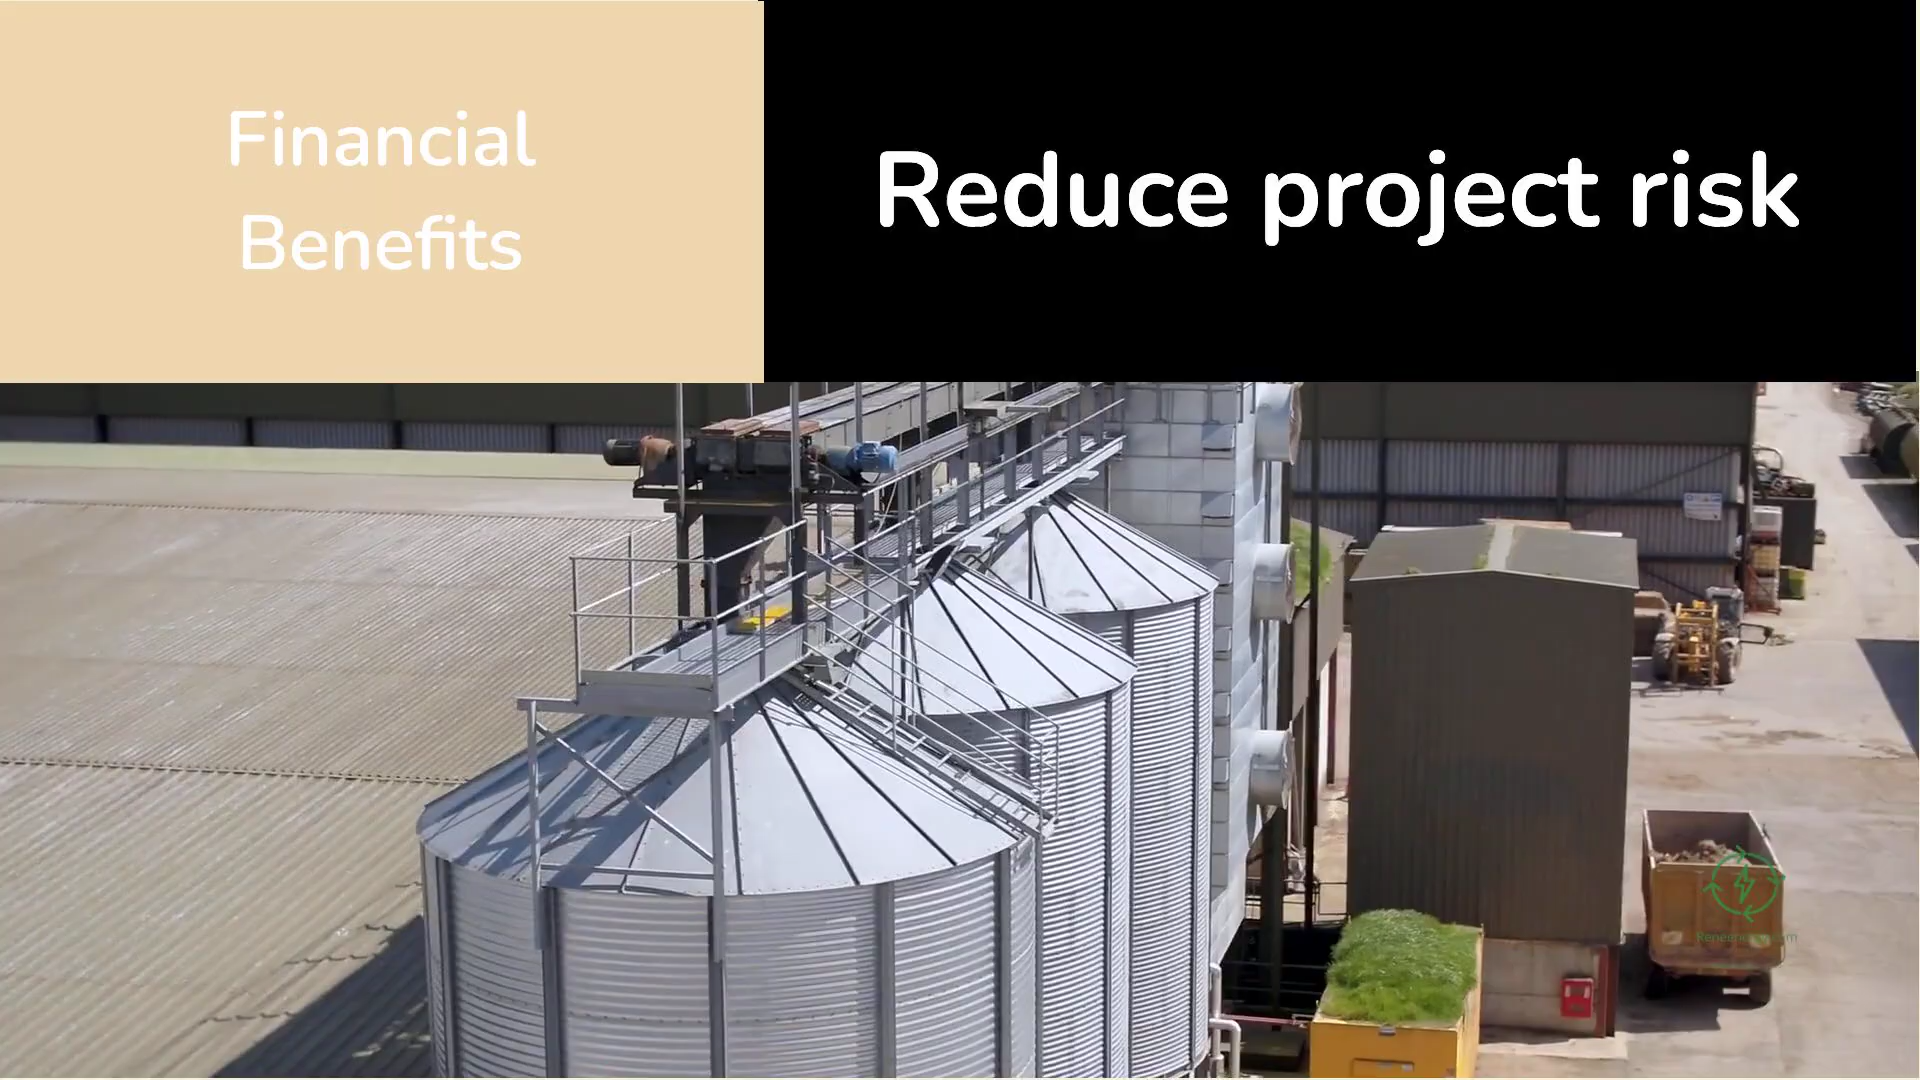 Financial
Benefits
Reduce project risk